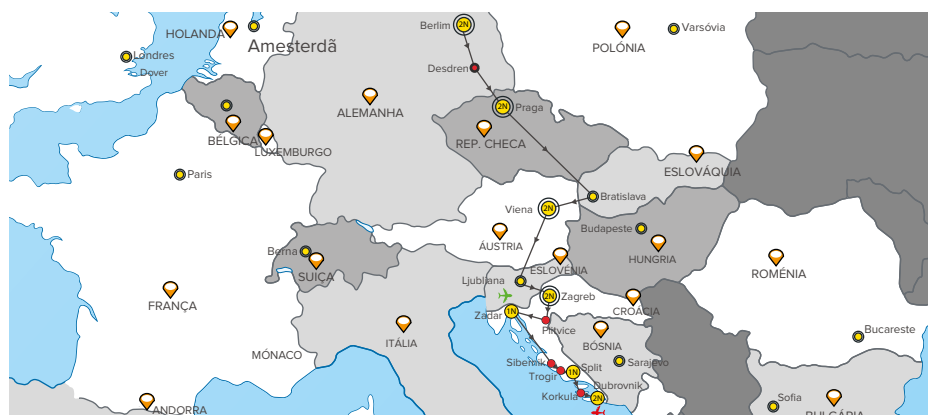 HOLANDA
Amesterdã
Londres
Dover
Berlim
2N
Desdren
2N
Praga
POLÓNIA
Varsóvia
ALEMANHA
BÉLGICA
LUXEMBURGO
REP. CHECA
ESLOVÁQUIA
Paris
Bratislava
Viena
2N
ÁUSTRIA
Budapeste
HUNGRIA
Berna
SUIÇA
ESLOVÉNIA
ROMÉNIA
Ljubliana
2N
Zagreb
CROÁCIA
FRANÇA
Zadar
1N
Plitvice
BÓSNIA
ITÁLIA
Bucareste
MÓNACO
Sibernik
Trogir
1N
Split
Sarajevo
Dubrovnik
Korkula
2N
ANDORRA
Sofia
BULGÁRIA